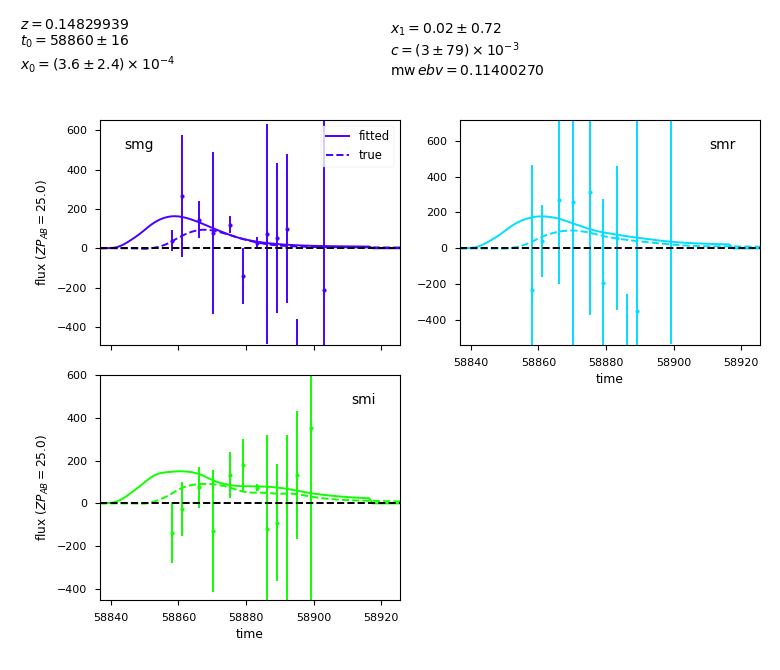 z = 0.14829939
t₀ = 58860 ± 16
x₀ = (3.6 ± 2.4) × 10⁻⁴
x₁ = 0.02 ± 0.72
c = (3 ± 79) × 10⁻³
mw ebv = 0.11400270
smg
fitted
true
600
400
200
0
−200
−400
flux (ZP_AB = 25.0)
smr
600
400
200
0
−200
−400
58840 58860 58880 58900 58920
time
smi
600
400
200
0
−200
−400
flux (ZP_AB = 25.0)
58840 58860 58880 58900 58920
time